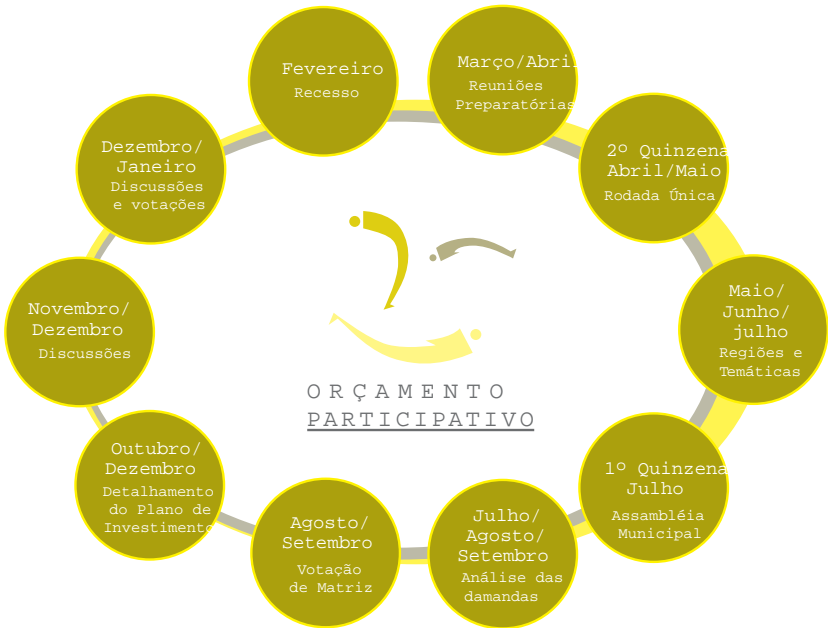 Fevereiro
Recesso
Março/Abril
Reuniões
Preparatórias
2º Quinzena
Abril/Maio
Rodada Única
Maio/
Junho/
julho
Regiões e
Temáticas
1º Quinzena
Julho
Assambléia
Municipal
Julho/
Agosto/
Setembro
Análise das
damandas
Agosto/
Setembro
Votação
de Matriz
Outubro/
Dezembro
Detalhamento
do Plano de
Investimento
Novembro/
Dezembro
Discussões
Dezembro/
Janeiro
Discussões
e votações
ORÇAMENTO
PARTICIPATIVO